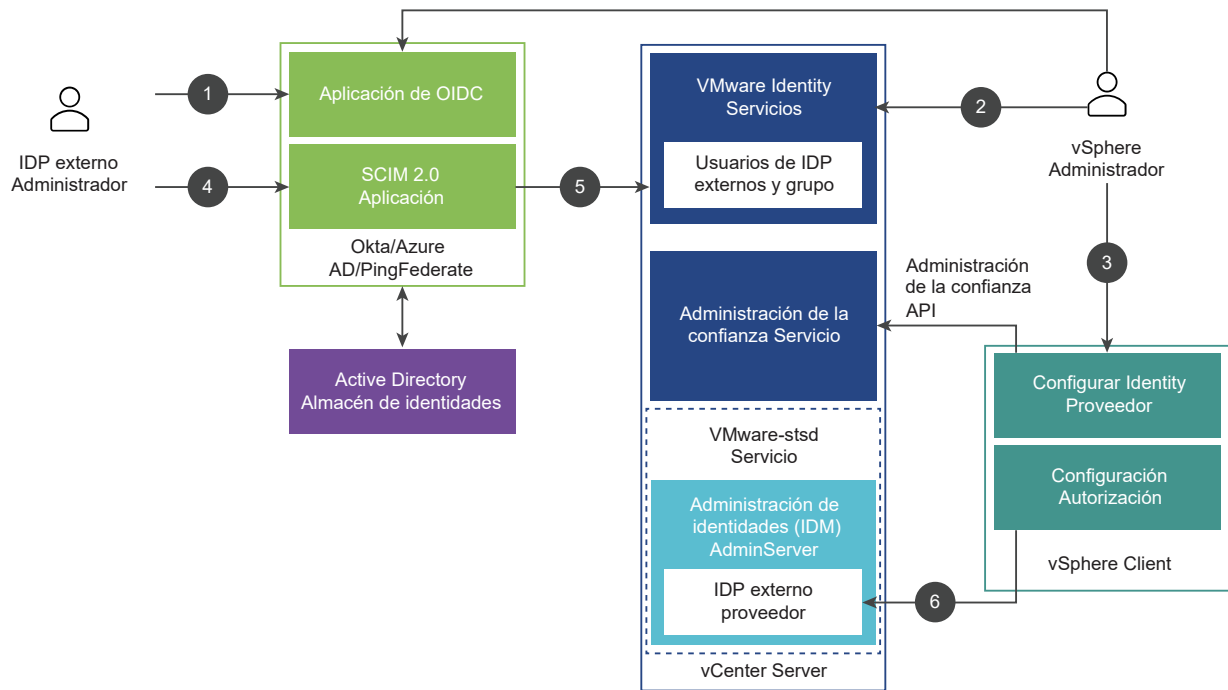 1
Aplicación de OIDC
VMware Identity
Servicios
2
IDP externo
Administrador
vSphere
Administrador
4
SCIM 2.0
Aplicación
5
Usuarios de IDP
externos y grupo
Okta/Azure
AD/PingFederate
3
Administración
de la confianza
API
Administración de la
confianza Servicio
Active Directory
Almacén de identidades
Configurar Identity
Proveedor
VMware-stsd
Servicio
Configuración
Autorización
Administración de
identidades (IDM)
AdminServer
vSphere Client
IDP externo
proveedor
6
vCenter Server